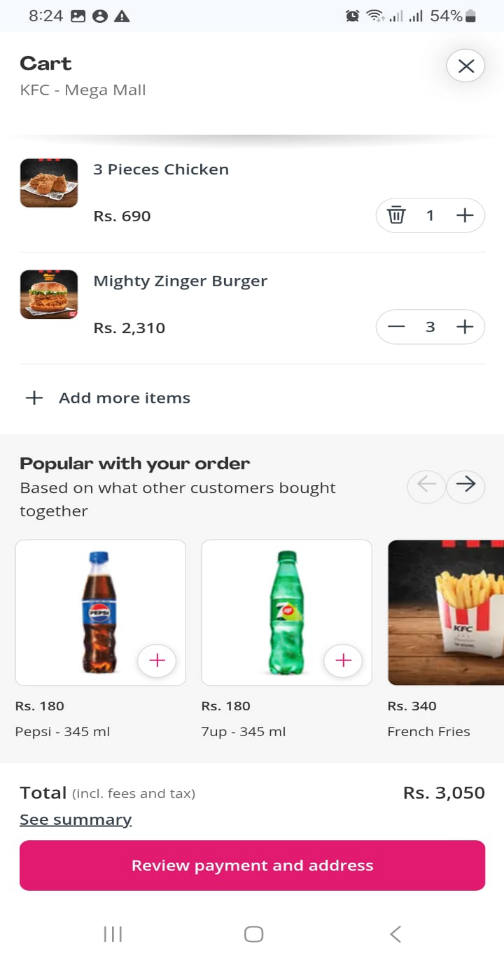 8:24 54%
Cart
KFC - Mega Mall
3 Pieces Chicken
Rs. 690 1
Mighty Zinger Burger
Rs. 2,310 3
Add more items
Popular with your order
Based on what other customers bought
together
PEPSI
7up
KFC
Rs. 180
Pepsi - 345 ml
Rs. 180
7up - 345 ml
Rs. 340
French Fries
Total (incl. fees and tax) Rs. 3,050
See summary
Review payment and address